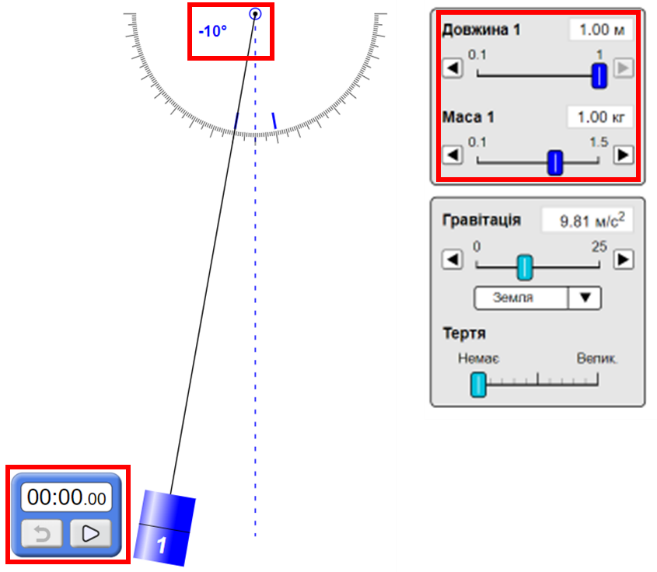 -10°
Довжина 1
1.00 м
0.1
1
Маса 1
1.00 кг
0.1
1.5
Гравітація
9.81 м/с²
0
25
Земля
Тертя
Немає
Велик.
00:00.00
1